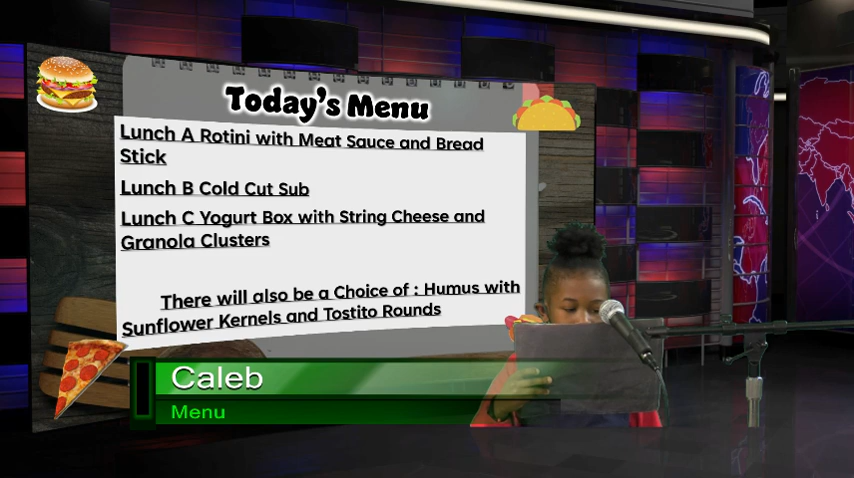 Today's Menu
Lunch A Rotini with Meat Sauce and Bread
Stick
Lunch B Cold Cut Sub
Lunch C Yogurt Box with String Cheese and
Granola Clusters
There will also be a Choice of : Humus with
Sunflower Kernels and Tostito Rounds
Caleb
Menu